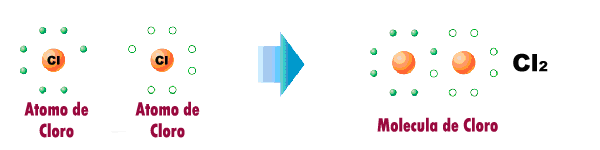 Cl
Cl
Atomo de
Cloro
Atomo de
Cloro
Cl₂
Molecula de Cloro